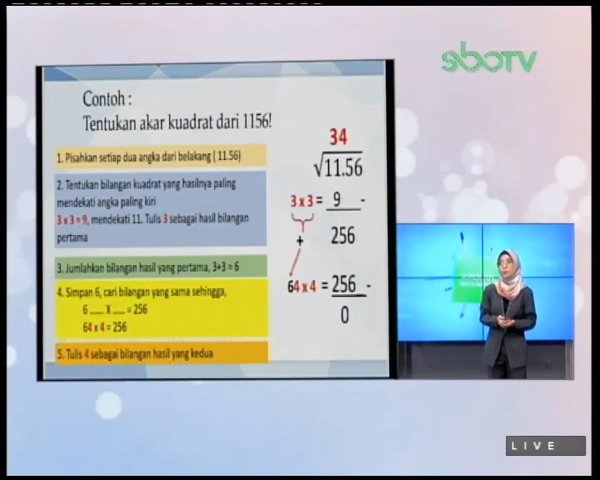 sboTV
Contoh :
Tentukan akar kuadrat dari 1156!
1. Pisahkan setiap dua angka dari belakang ( 11.56)
2. Tentukan bilangan kuadrat yang hasilnya paling
mendekati angka paling kiri
3 x 3 = 9, mendekati 11. Tulis 3 sebagai hasil bilangan
pertama
3. Jumlahkan bilangan hasil yang pertama, 3+3 = 6
4. Simpan 6, cari bilangan yang sama sehingga,
6 __ x __ = 256
64 x 4 = 256
5. Tulis 4 sebagai bilangan hasil yang kedua
34
√11.56
3 x 3 = 9 -
+
256
64 x 4 = 256 -
0
LIVE